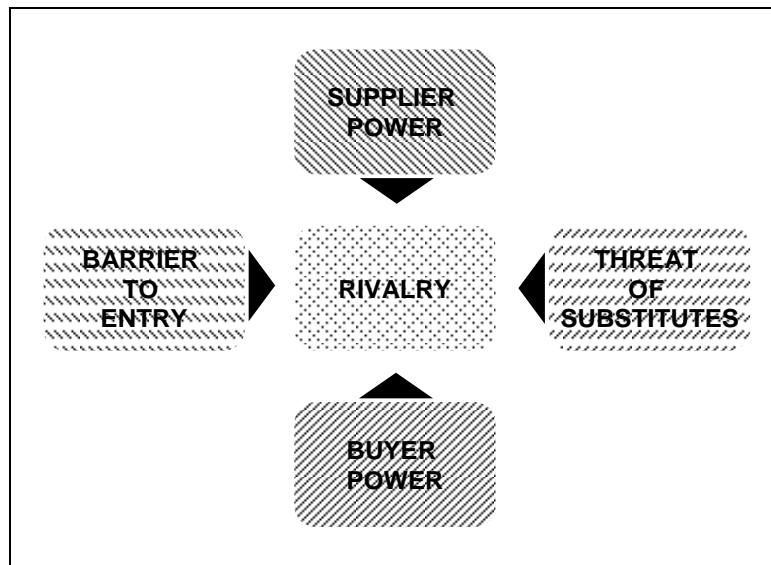 SUPPLIER
POWER
BARRIER
TO
ENTRY
RIVALRY
THREAT
OF
SUBSTITUTES
BUYER
POWER